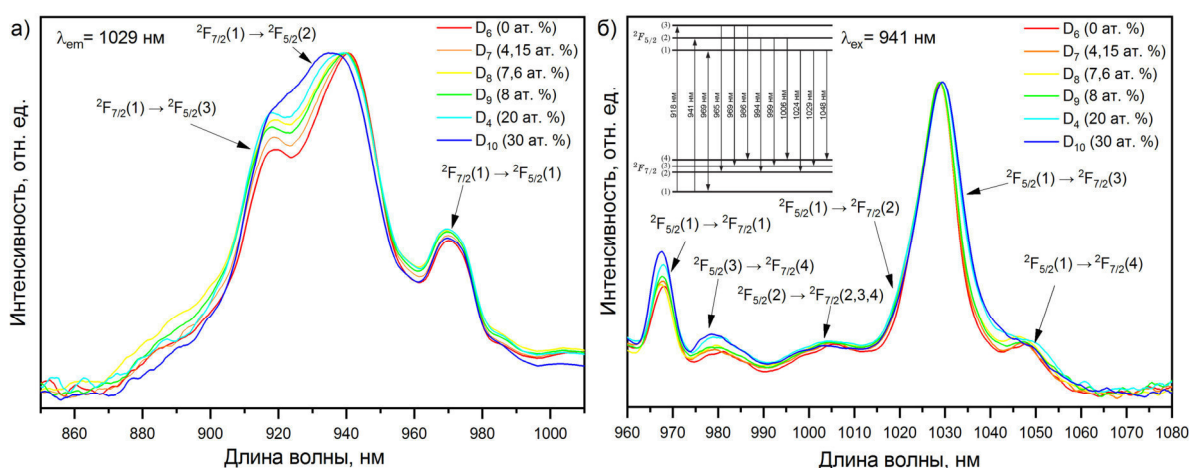 а)
λem= 1029 нм
²F₇/₂(1) → ²F₅/₂(2)
²F₇/₂(1) → ²F₅/₂(3)
²F₇/₂(1) → ²F₅/₂(1)
D₆ (0 ат. %)
D₇ (4,15 ат. %)
D₈ (7,6 ат. %)
D₉ (8 ат. %)
D₄ (20 ат. %)
D₁₀ (30 ат. %)
Интенсивность, отн. ед.
860 880 900 920 940 960 980 1000
Длина волны, нм
б)
λex= 941 нм
(3)
²F₅/₂ (2)
(1)
918 нм
941 нм
969 нм
965 нм
969 нм
986 нм
994 нм
999 нм
1006 нм
1024 нм
1029 нм
1048 нм
(4)
(3)
²F₇/₂
(2)
(1)
D₆ (0 ат. %)
D₇ (4,15 ат. %)
D₈ (7,6 ат. %)
D₉ (8 ат. %)
D₄ (20 ат. %)
D₁₀ (30 ат. %)
²F₅/₂(1) → ²F₇/₂(3)
²F₅/₂(1) → ²F₇/₂(2)
²F₅/₂(1) → ²F₇/₂(1)
²F₅/₂(3) → ²F₇/₂(4)
²F₅/₂(2) → ²F₇/₂(2,3,4)
²F₅/₂(1) → ²F₇/₂(4)
Интенсивность, отн. ед.
960 970 980 990 1000 1010 1020 1030 1040 1050 1060 1070 1080
Длина волны, нм